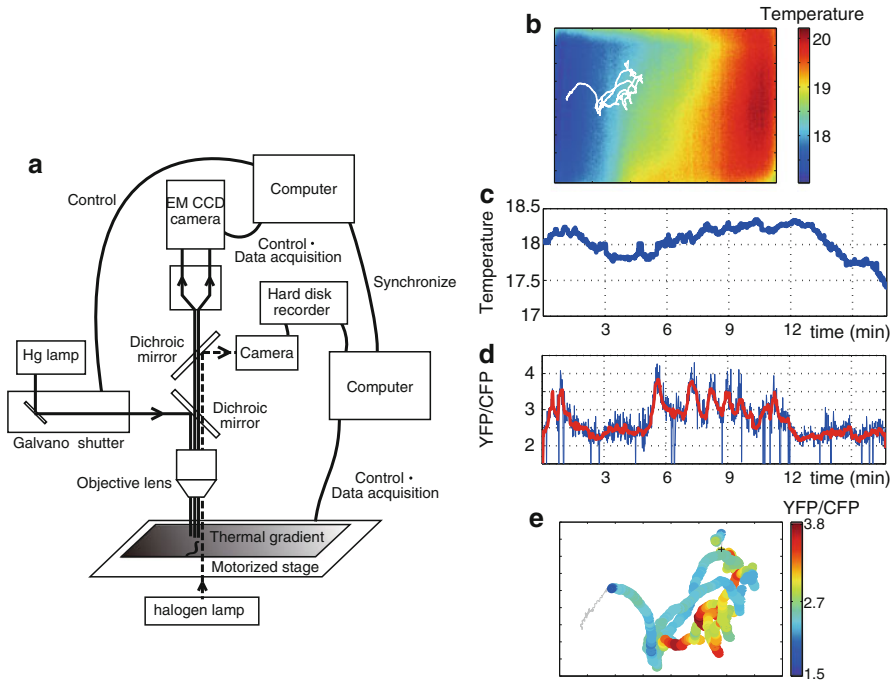 a
Control
Computer
EM CCD
camera
Control・
Data acquisition
Synchronize
Hard disk
recorder
Hg lamp
Dichroic
mirror
Camera
Computer
Dichroic
mirror
Galvano shutter
Objective lens
Control・
Data acquisition
Thermal gradient
Motorized stage
halogen lamp
b
Temperature
20
19
18
c
Temperature
18.5
18
17.5
17
3
6
9
12
time (min)
d
YFP/CFP
4
3
2
3
6
9
12
time (min)
e
YFP/CFP
3.8
2.7
1.5